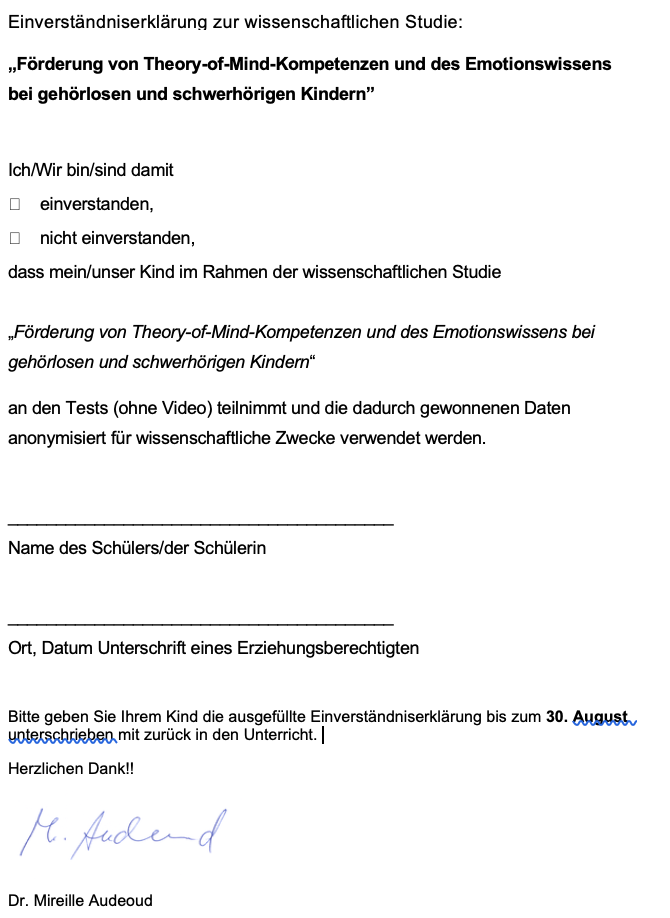 Einverständniserklärung zur wissenschaftlichen Studie:
„Förderung von Theory-of-Mind-Kompetenzen und des Emotionswissens
bei gehörlosen und schwerhörigen Kindern”
Ich/Wir bin/sind damit
☐ einverstanden,
☐ nicht einverstanden,
dass mein/unser Kind im Rahmen der wissenschaftlichen Studie
„Förderung von Theory-of-Mind-Kompetenzen und des Emotionswissens bei
gehörlosen und schwerhörigen Kindern“
an den Tests (ohne Video) teilnimmt und die dadurch gewonnenen Daten
anonymisiert für wissenschaftliche Zwecke verwendet werden.
Name des Schülers/der Schülerin
Ort, Datum Unterschrift eines Erziehungsberechtigten
Bitte geben Sie Ihrem Kind die ausgefüllte Einverständniserklärung bis zum 30. August
unterschrieben mit zurück in den Unterricht.
Herzlichen Dank!!
M. Audeoud
Dr. Mireille Audeoud